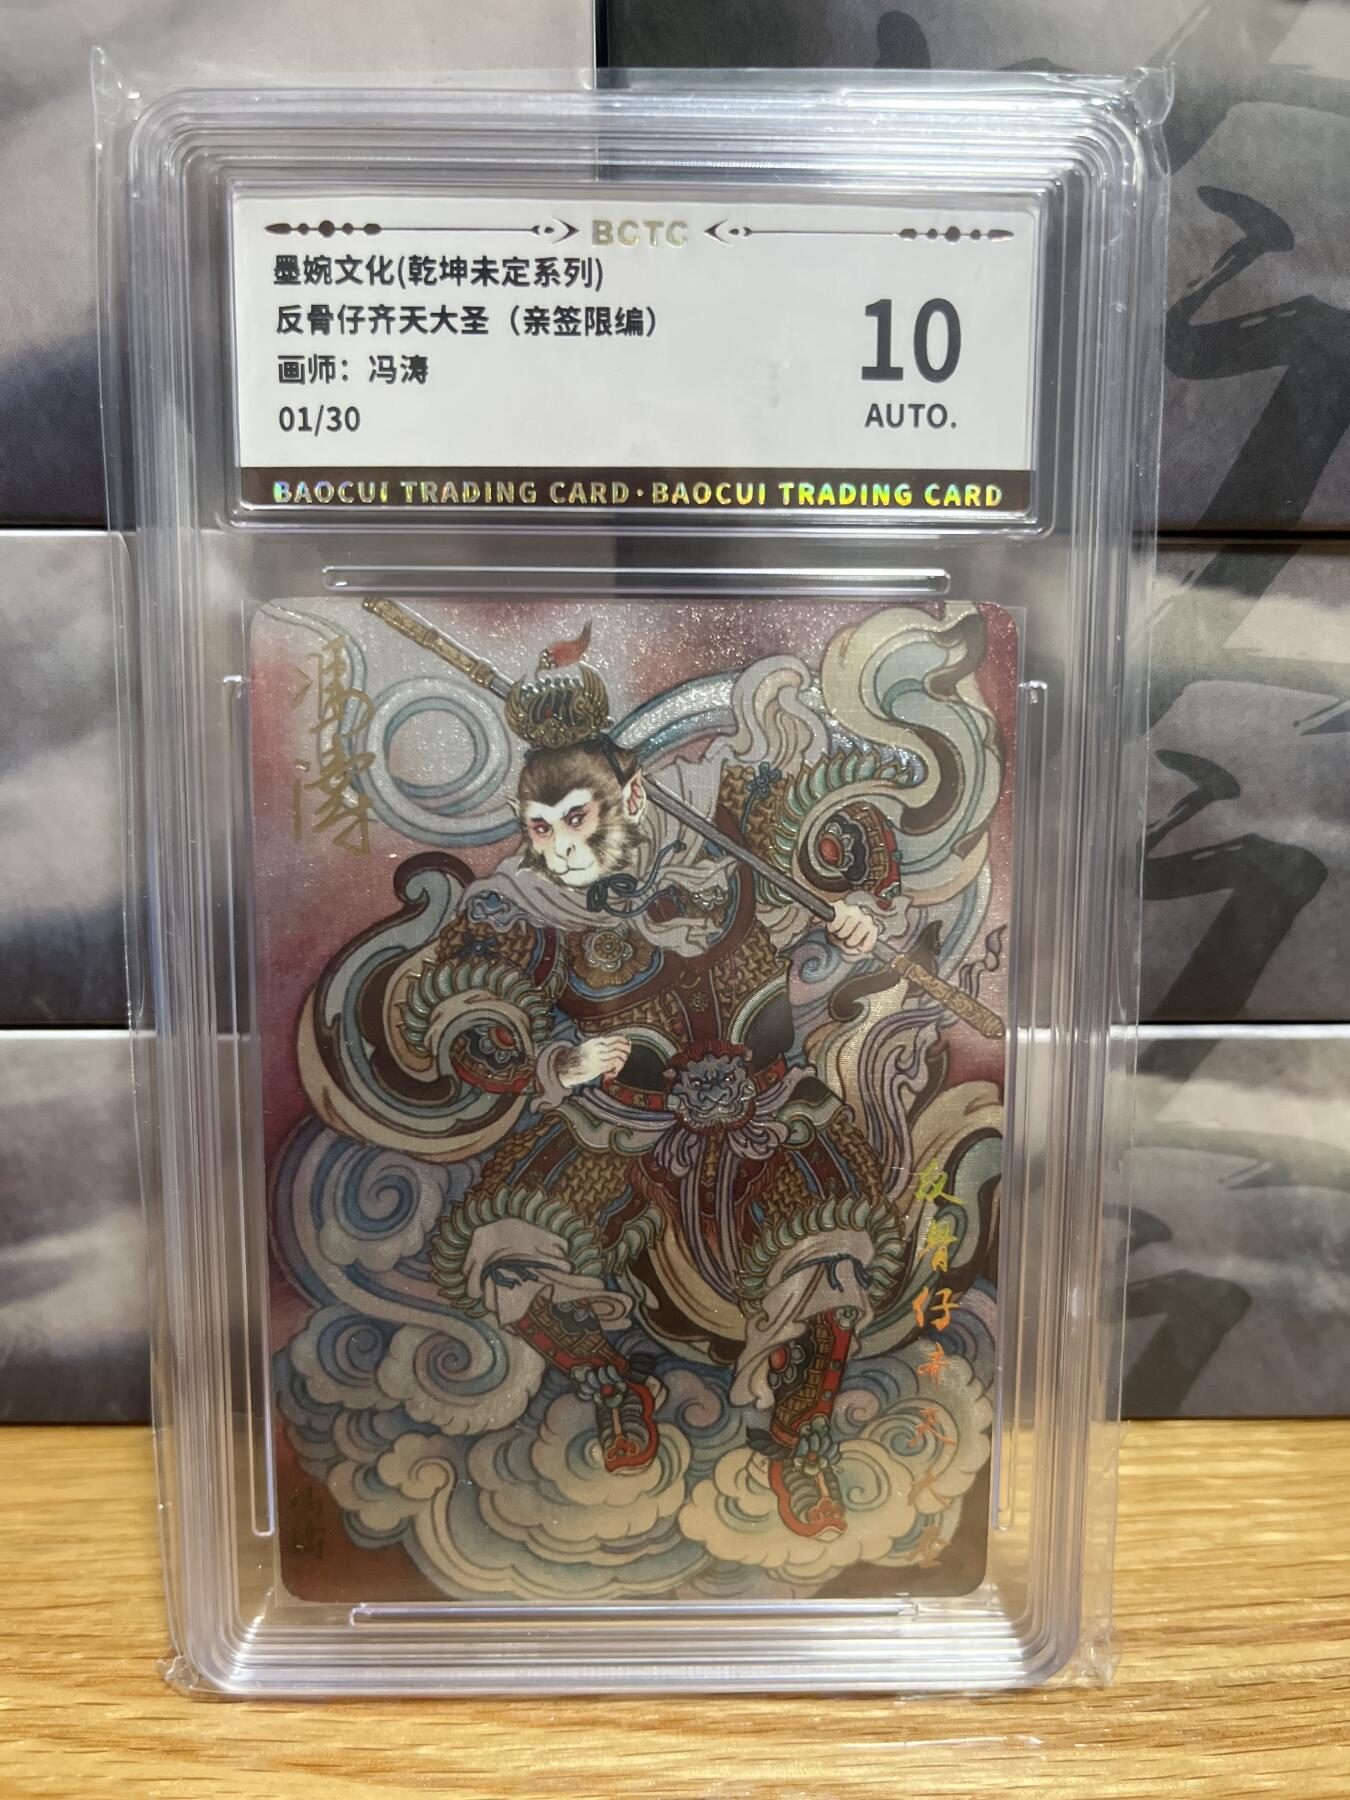 BCTC
墨婉文化(乾坤未定系列)
反骨仔齐天大圣（亲签限编）
画师：冯涛
01/30
10
AUTO.
BAOCUI TRADING CARD·BAOCUI TRADING CARD
馮濤
反骨仔齐天大圣